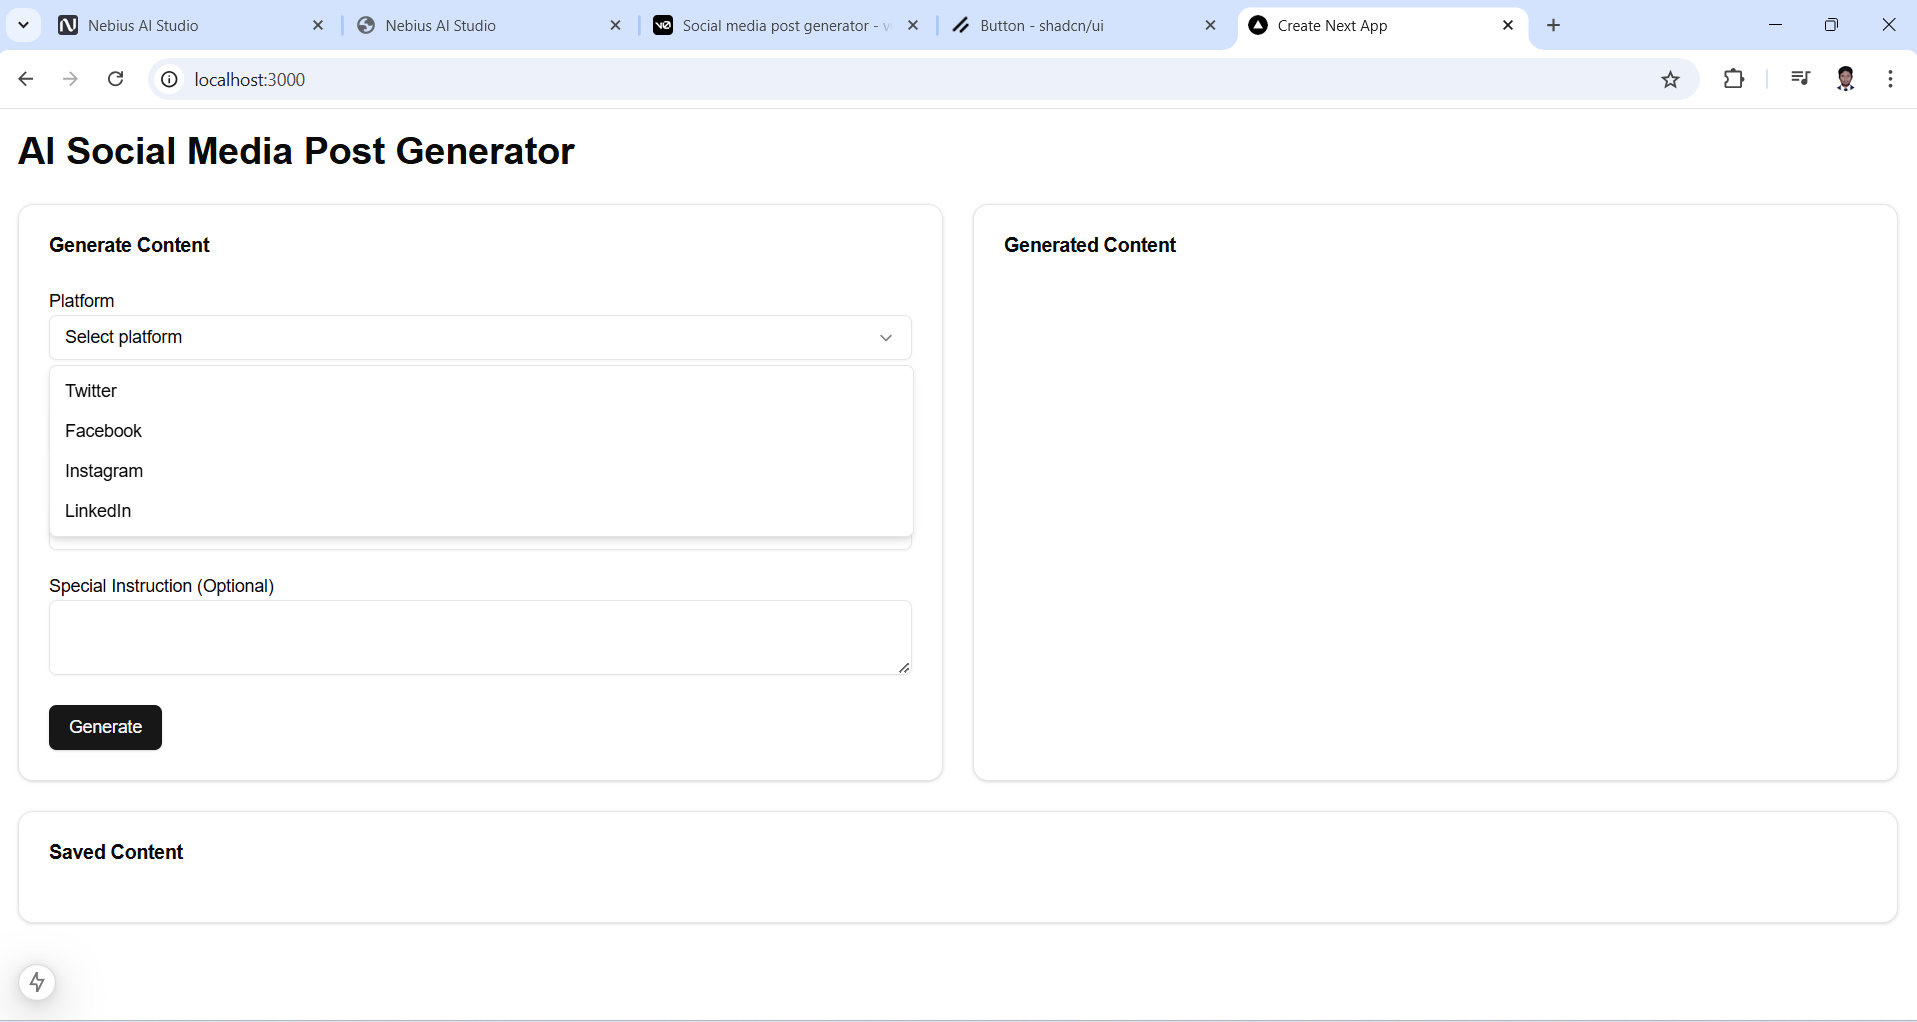 Nebius AI Studio
Nebius AI Studio
Social media post generator - v
Button - shadcn/ui
Create Next App
localhost:3000
AI Social Media Post Generator
Generate Content
Platform
Select platform
Twitter
Facebook
Instagram
LinkedIn
Special Instruction (Optional)
Generate
Generated Content
Saved Content